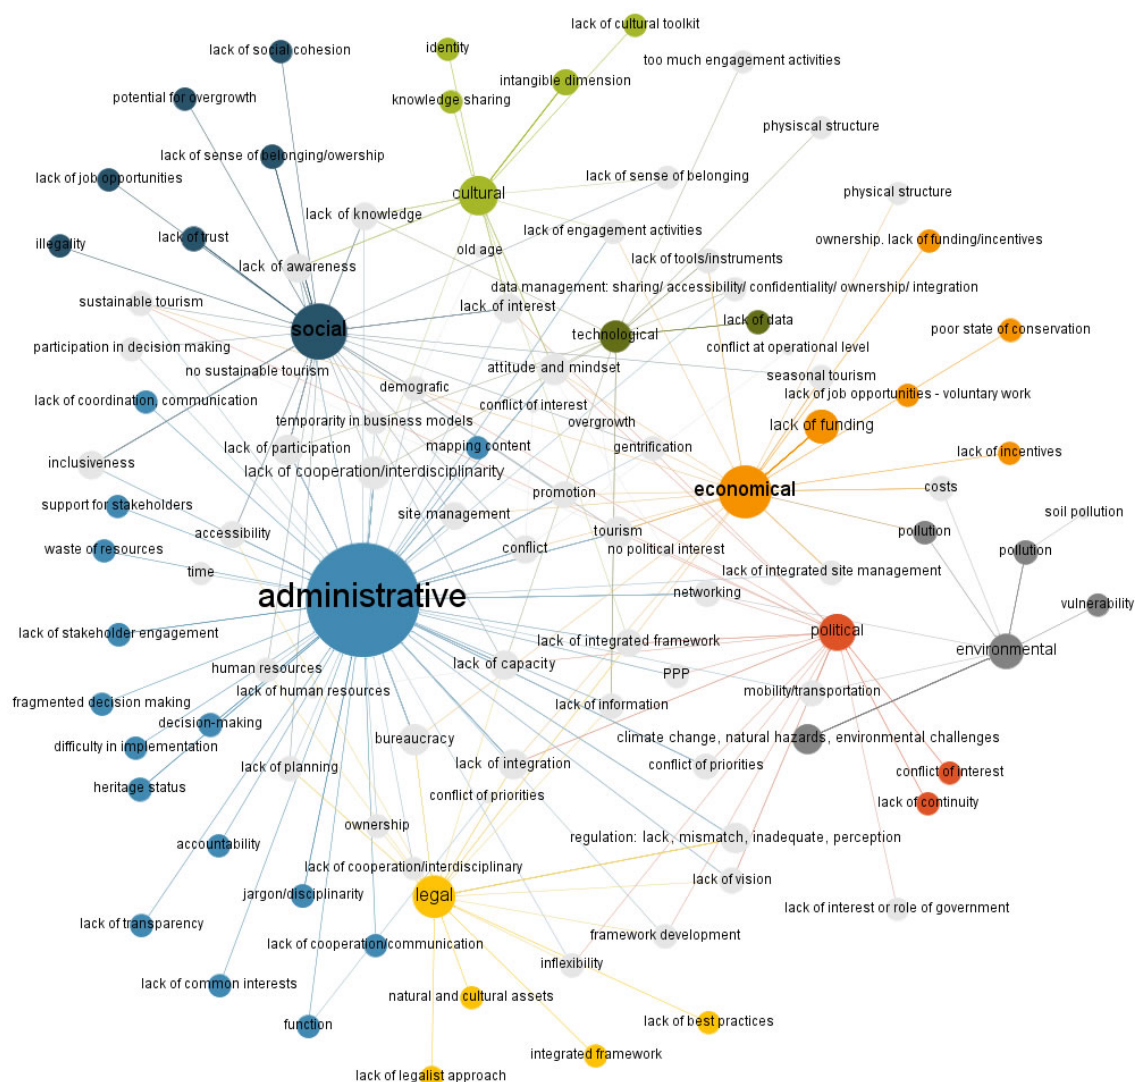 lack of cultural toolkit
lack of social cohesion
identity
too much engagement activities
intangible dimension
potential for overgrowth
knowledge sharing
physiscal structure
lack of sense of belonging/owership
lack of job opportunities
lack of sense of belonging
cultural
physical structure
lack of knowledge
illegality
lack of trust
lack of engagement activities
ownership. lack of funding/incentives
old age
lack of awareness
lack of tools/instruments
data management: sharing/ accessibility/ confidentiality/ ownership/ integration
sustainable tourism
lack of interest
social
technological
lack of data
poor state of conservation
participation in decision making
conflict at operational level
no sustainable tourism
attitude and mindset
seasonal tourism
demografic
lack of job opportunities - voluntary work
lack of coordination, communication
conflict of interest
temporarity in business models
overgrowth
lack of funding
lack of participation
mapping content
gentrification
lack of incentives
inclusiveness
lack of cooperation/interdisciplinarity
economical
costs
support for stakeholders
promotion
site management
soil pollution
accessibility
tourism
pollution
waste of resources
conflict
no political interest
pollution
time
lack of integrated site management
administrative
networking
vulnerability
lack of stakeholder engagement
lack of integrated framework
political
environmental
human resources
lack of capacity
PPP
lack of human resources
mobility/transportation
fragmented decision making
lack of information
decision-making
bureaucracy
climate change, natural hazards, environmental challenges
difficulty in implementation
lack of planning
lack of integration
conflict of priorities
conflict of interest
heritage status
conflict of priorities
lack of continuity
ownership
accountability
regulation: lack, mismatch, inadequate, perception
lack of cooperation/interdisciplinary
lack of vision
jargon/disciplinarity
legal
lack of interest or role of government
lack of transparency
framework development
lack of cooperation/communication
inflexibility
lack of common interests
natural and cultural assets
function
lack of best practices
integrated framework
lack of legalist approach